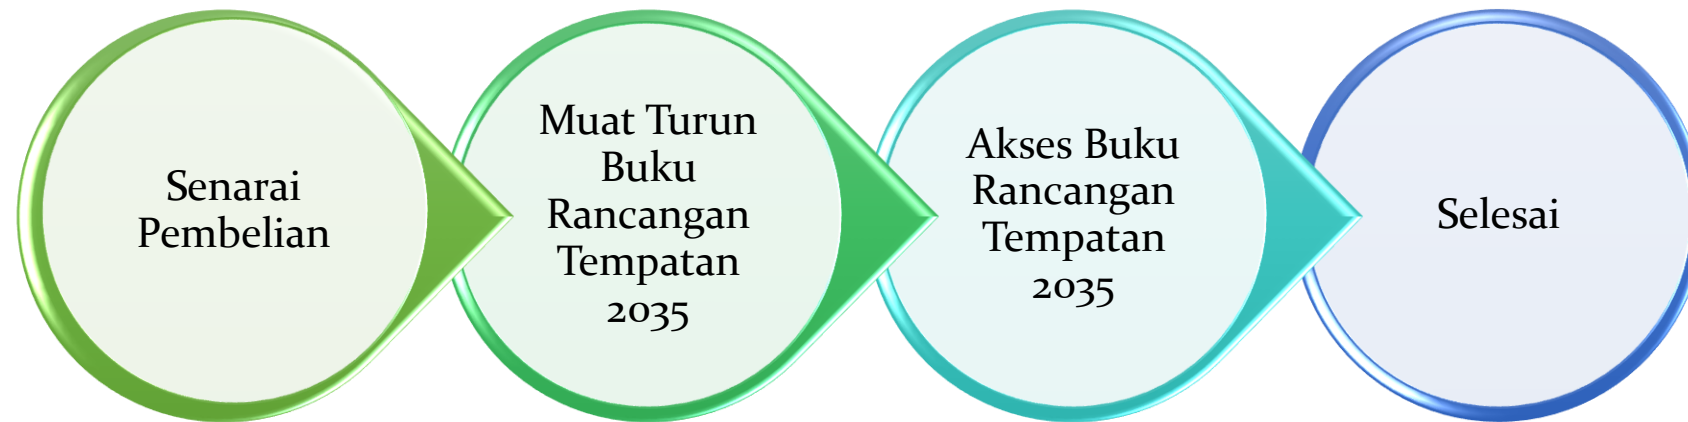 Senarai
Pembelian
Muat Turun
Buku
Rancangan
Tempatan
2035
Akses Buku
Rancangan
Tempatan
2035
Selesai